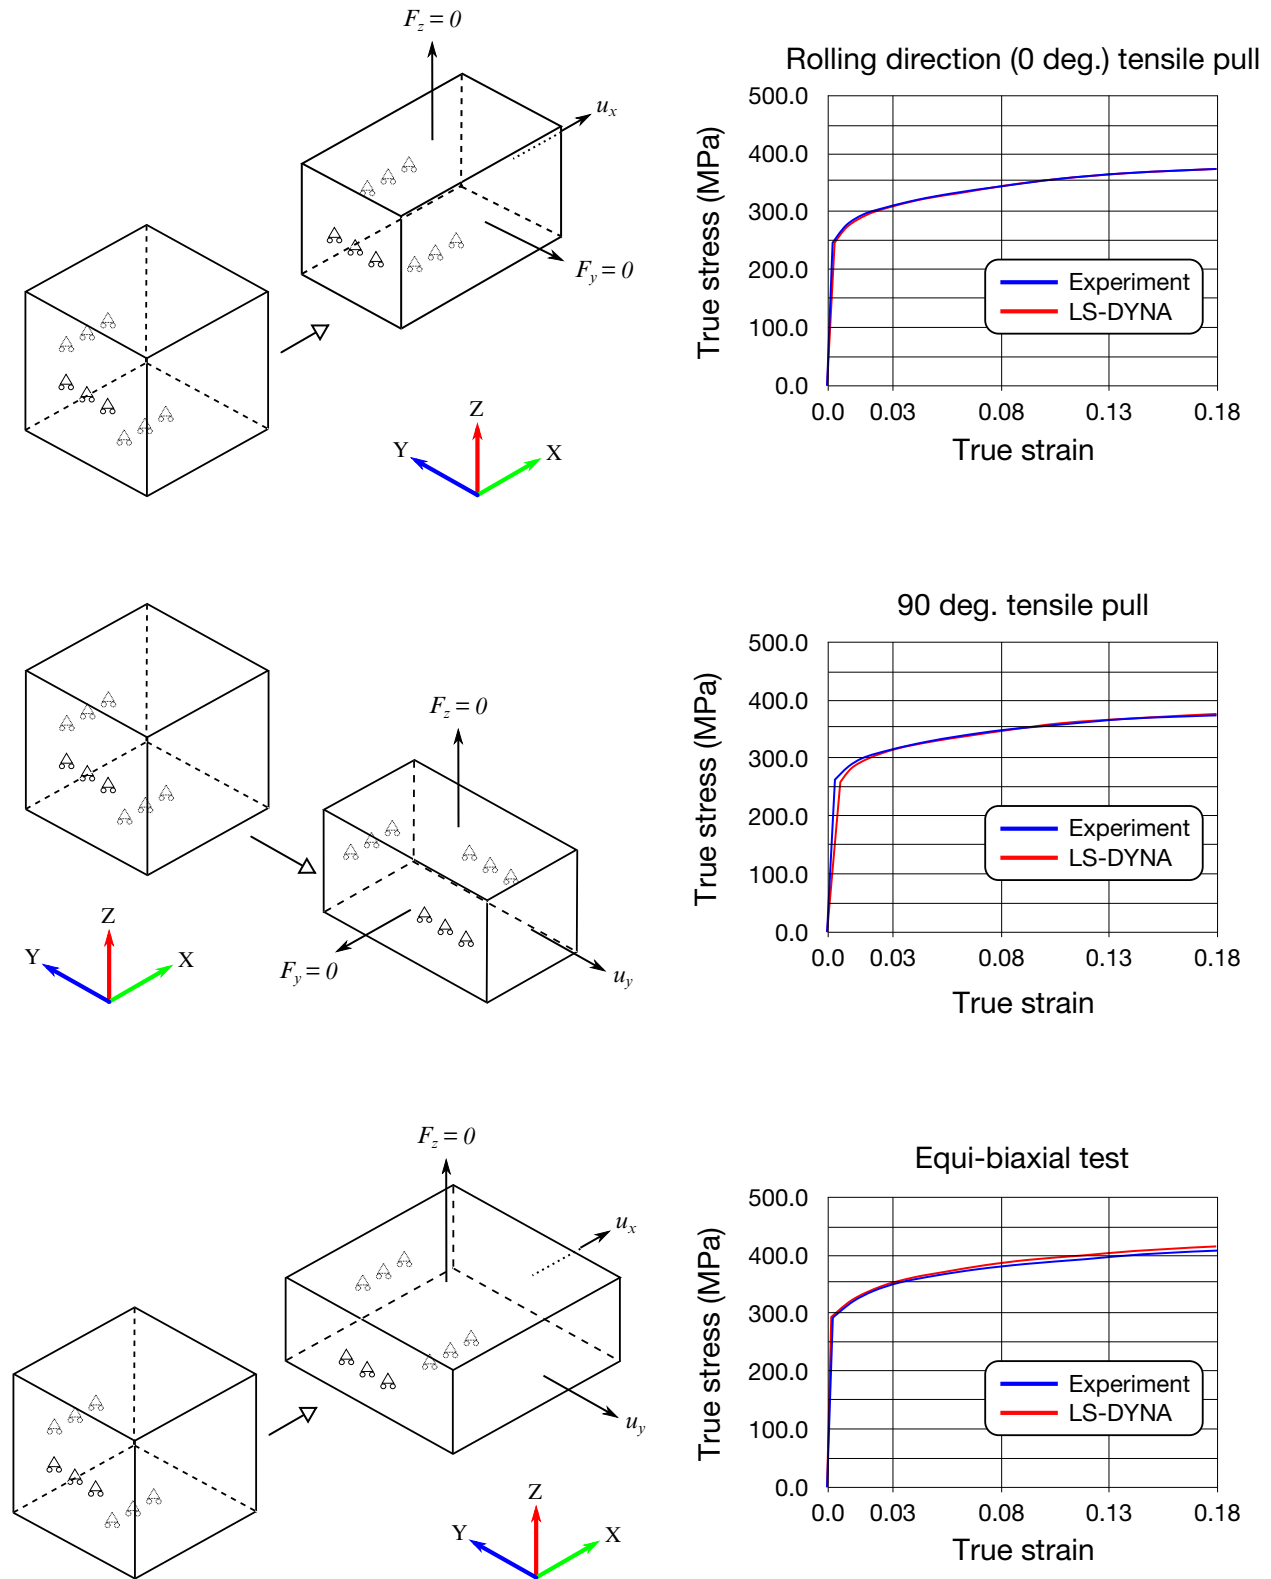 F_z = 0
u_x
F_y = 0
Z
Y
X
Rolling direction (0 deg.) tensile pull
500.0
400.0
300.0
200.0
100.0
0.0
True stress (MPa)
Experiment
LS-DYNA
0.0 0.03 0.08 0.13 0.18
True strain
F_z = 0
F_y = 0
u_y
Z
Y
X
90 deg. tensile pull
500.0
400.0
300.0
200.0
100.0
0.0
True stress (MPa)
Experiment
LS-DYNA
0.0 0.03 0.08 0.13 0.18
True strain
F_z = 0
u_x
u_y
Z
Y
X
Equi-biaxial test
500.0
400.0
300.0
200.0
100.0
0.0
True stress (MPa)
Experiment
LS-DYNA
0.0 0.03 0.08 0.13 0.18
True strain